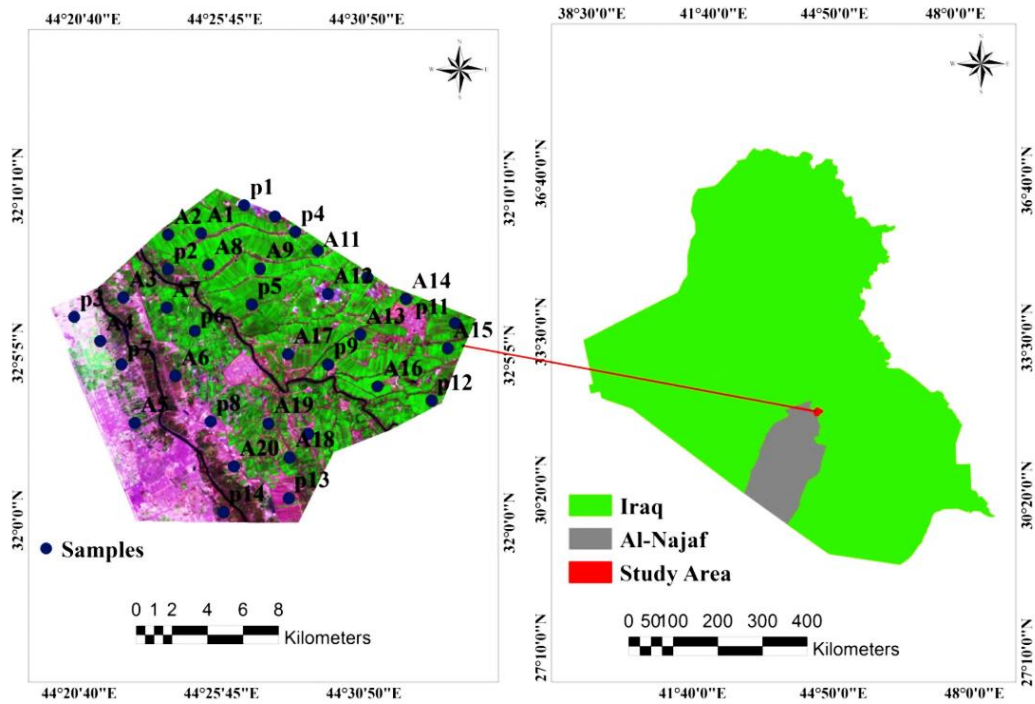 44°20'40"E 44°25'45"E 44°30'50"E
32°10'10"N
32°5'5"N
32°0'0"N
32°10'10"N
32°5'5"N
32°0'0"N
N
W E
S
p1
A2 A1 p4
p2 A8 A9 A11
A3 A7 p5 A12 A14
p3 p6 A13 p11
A4 A17 A15
p7 A6 p9 A16
p12
A5 p8 A19
A20 A18
p14 p13
Samples
0 1 2 4 6 8
Kilometers
44°20'40"E 44°25'45"E 44°30'50"E
38°30'0"E 41°40'0"E 44°50'0"E 48°0'0"E
36°40'0"N
33°30'0"N
30°20'0"N
27°10'0"N
36°40'0"N
33°30'0"N
30°20'0"N
27°10'0"N
N
W E
S
Iraq
Al-Najaf
Study Area
0 50100 200 300 400
Kilometers
41°40'0"E 44°50'0"E 48°0'0"E